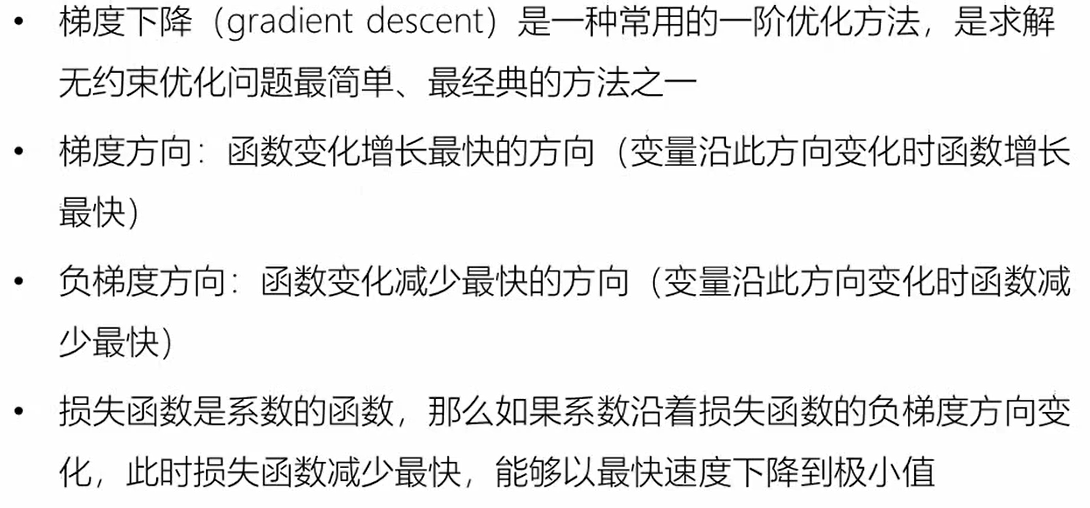 • 梯度下降（gradient descent）是一种常用的一阶优化方法，是求解
无约束优化问题最简单、最经典的方法之一
• 梯度方向：函数变化增长最快的方向（变量沿此方向变化时函数增长
最快）
• 负梯度方向：函数变化减少最快的方向（变量沿此方向变化时函数减
少最快）
• 损失函数是系数的函数，那么如果系数沿着损失函数的负梯度方向变
化，此时损失函数减少最快，能够以最快速度下降到极小值